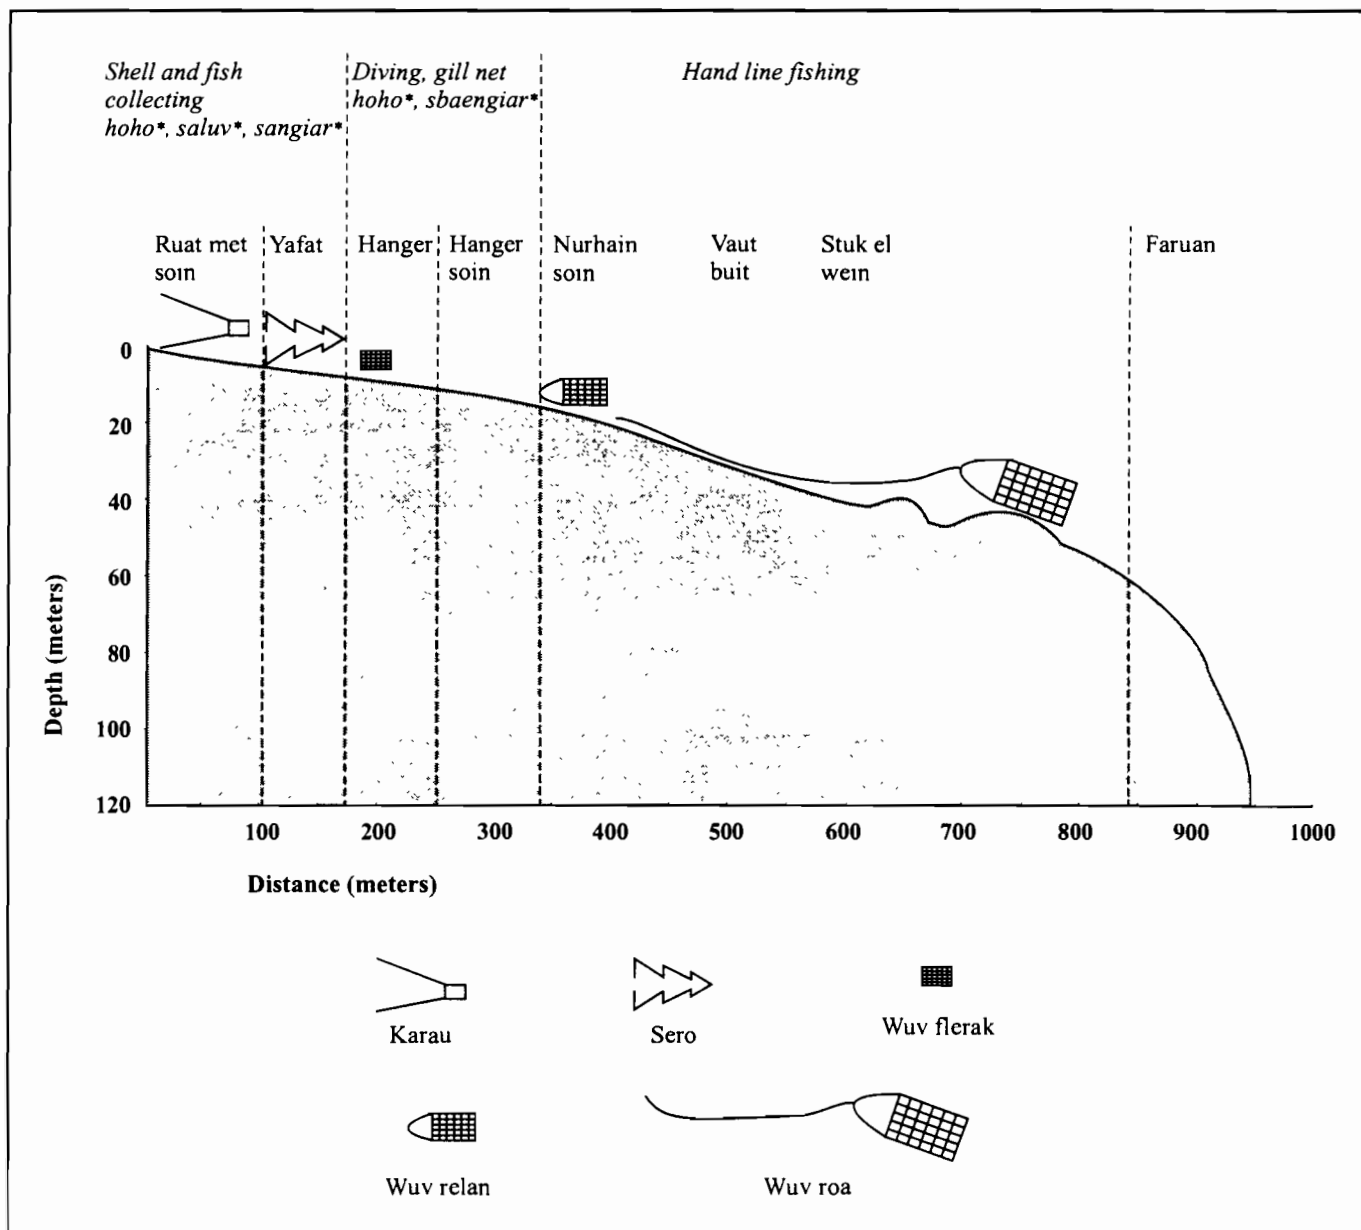 Shell and fish
collecting
hoho*, saluv*, sangiar*
Diving, gill net
hoho*, sbaengiar*
Hand line fishing
Ruat met
soin
Yafat
Hanger
Hanger
soin
Nurhain
soin
Vaut
buit
Stuk el
wein
Faruan
0
20
40
60
80
100
120
Depth (meters)
100
200
300
400
500
600
700
800
900
1000
Distance (meters)
Karau
Sero
Wuv flerak
Wuv relan
Wuv roa